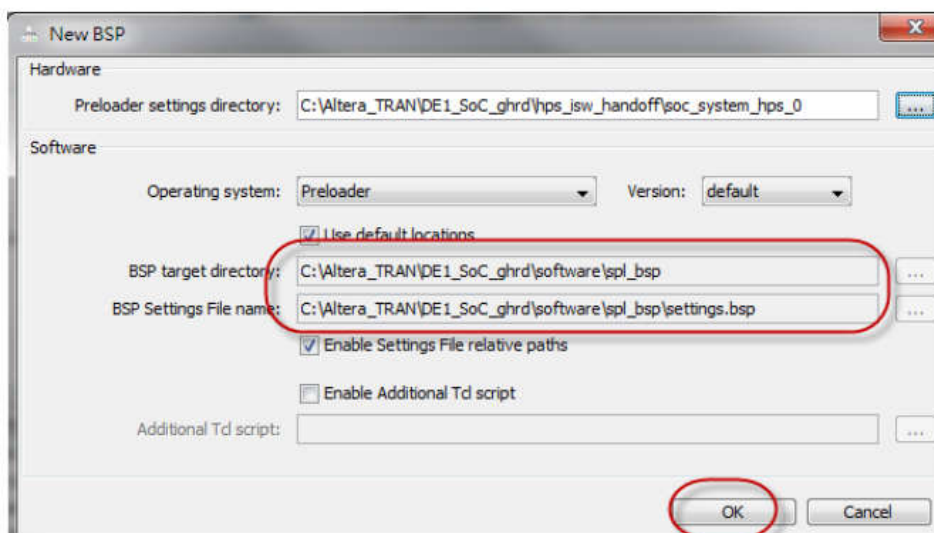 New BSP
Hardware
Preloader settings directory: C:\Altera_TRAN\DE1_SoC_ghrd\hps_isw_handoff\soc_system_hps_0 ...
Software
Operating system: Preloader Version: default
Use default locations
BSP target directory: C:\Altera_TRAN\DE1_SoC_ghrd\software\spl_bsp ...
BSP Settings File name: C:\Altera_TRAN\DE1_SoC_ghrd\software\spl_bsp\settings.bsp ...
Enable Settings File relative paths
Enable Additional Tcl script
Additional Tcl script: ...
OK Cancel